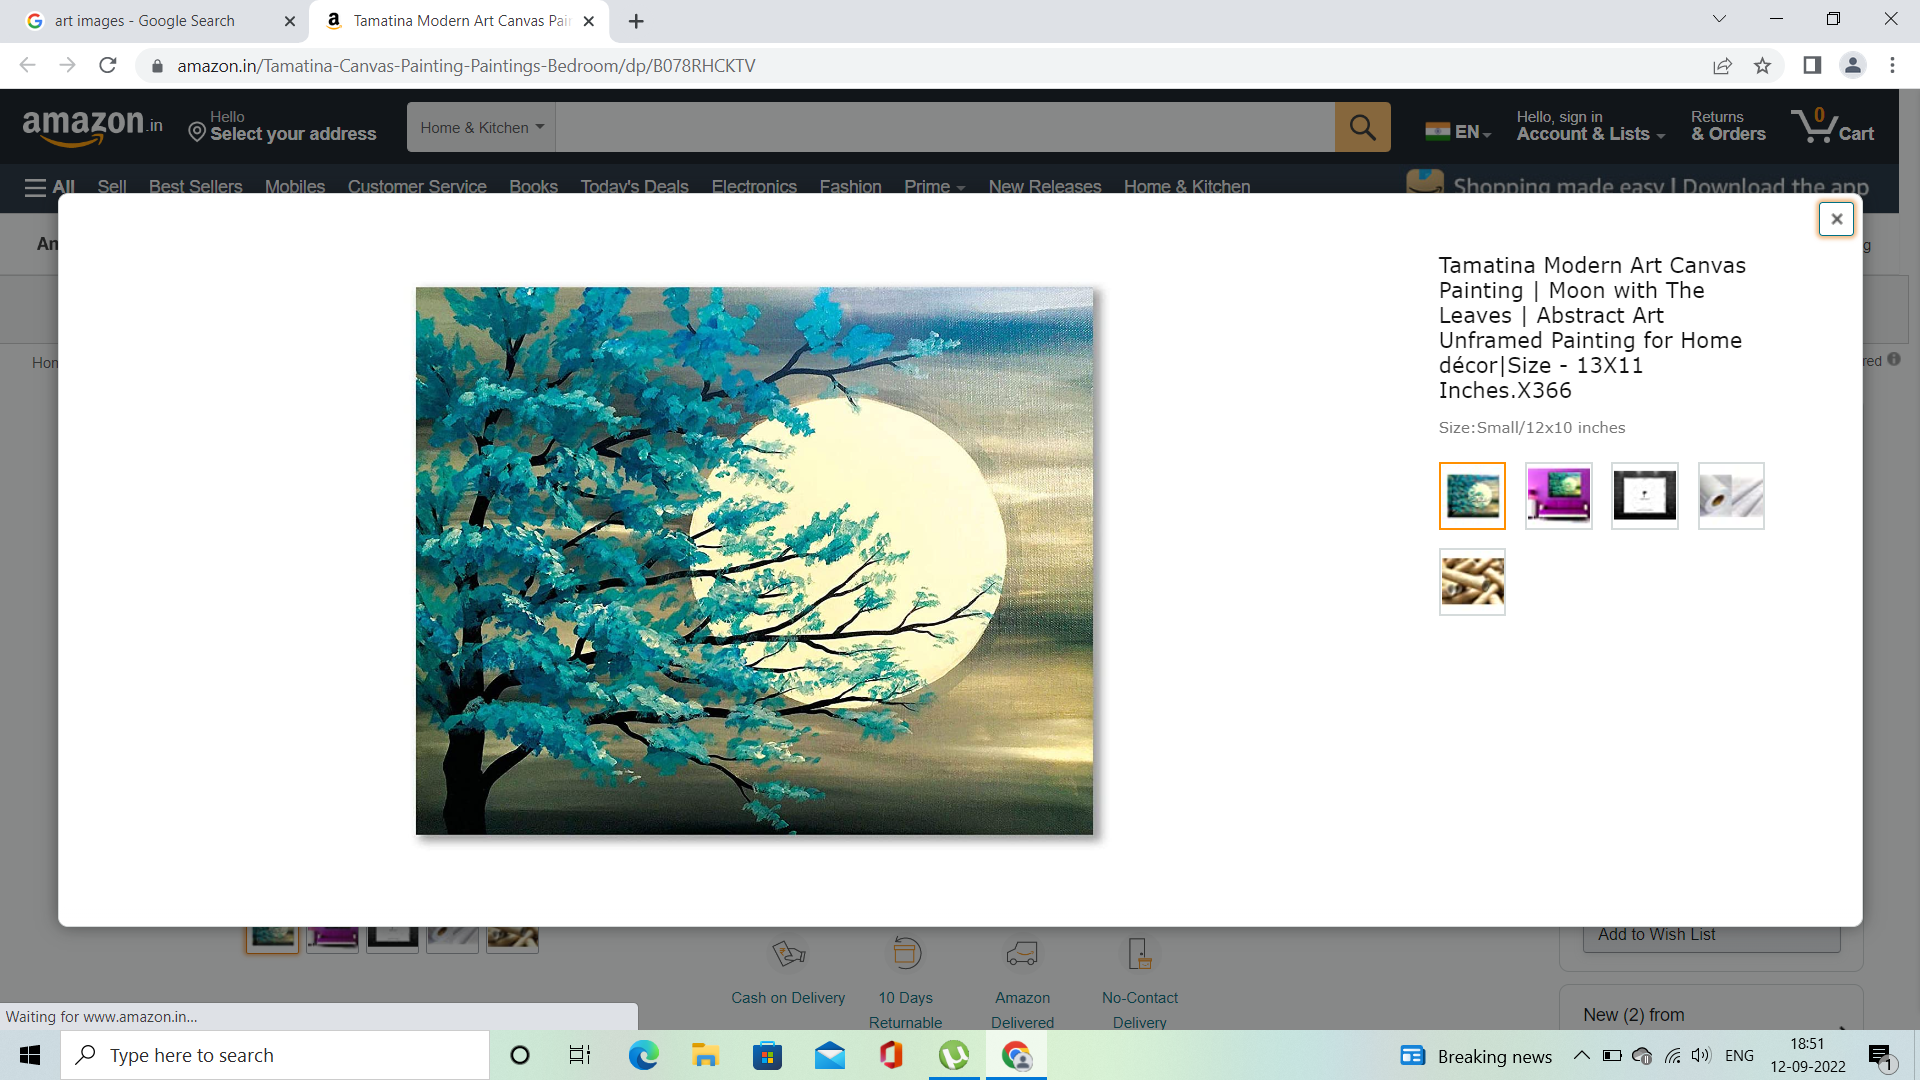 art images - Google Search
Tamatina Modern Art Canvas Pai
amazon.in/Tamatina-Canvas-Painting-Paintings-Bedroom/dp/B078RHCKTV
amazon.in
Hello
Select your address
Home & Kitchen
EN
Hello, sign in
Account & Lists
Returns
& Orders
0
Cart
All Sell Best Sellers Mobiles Customer Service Books Today's Deals Electronics Fashion Prime New Releases Home & Kitchen
Shopping made easy | Download the app
Tamatina Modern Art Canvas
Painting | Moon with The
Leaves | Abstract Art
Unframed Painting for Home
décor|Size - 13X11
Inches.X366
Size:Small/12x10 inches
Add to Wish List
Cash on Delivery
10 Days
Returnable
Amazon
Delivered
No-Contact
Delivery
New (2) from
Waiting for www.amazon.in...
Type here to search
Breaking news
ENG
18:51
12-09-2022
1